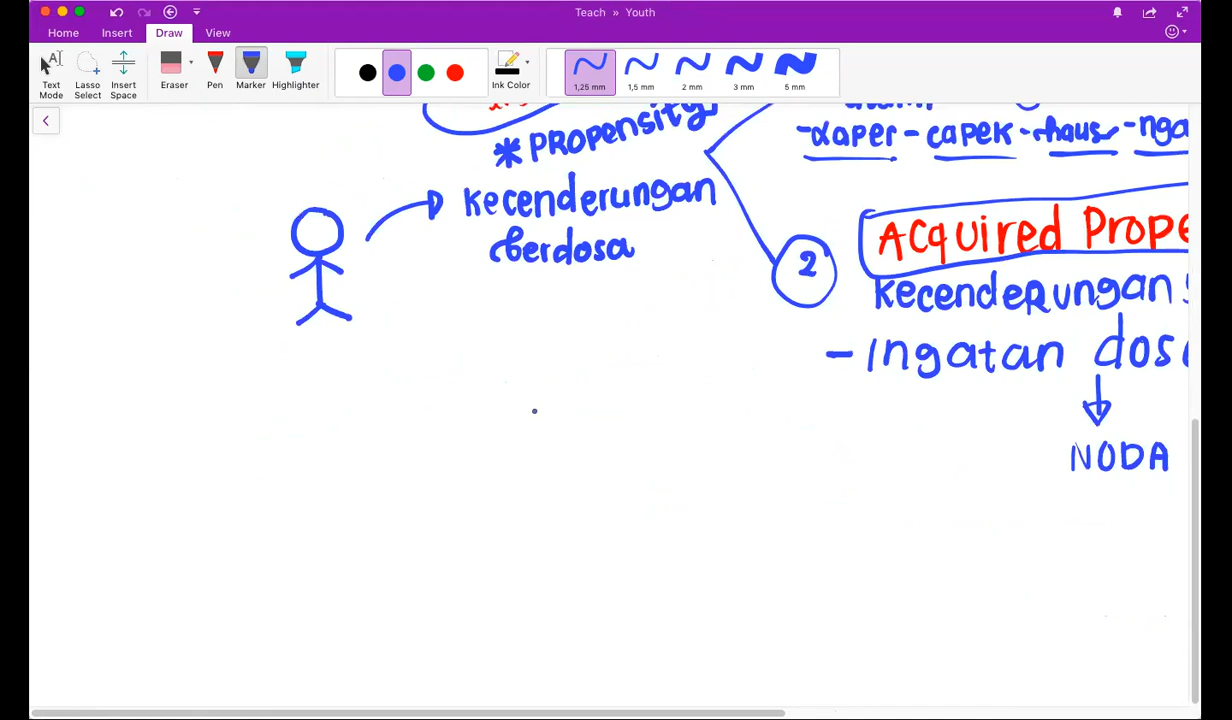 Teach » Youth
Home Insert Draw View
Text Mode
Lasso Select
Insert Space
Eraser
Pen
Marker
Highlighter
Ink Color
1,25 mm
1,5 mm
2 mm
3 mm
5 mm
* PROPENSITY
-Laper - capek - haus - nga
kecenderungan
berdosa
2
Acquired Prope
kecenderungan
- Ingatan dos
NODA